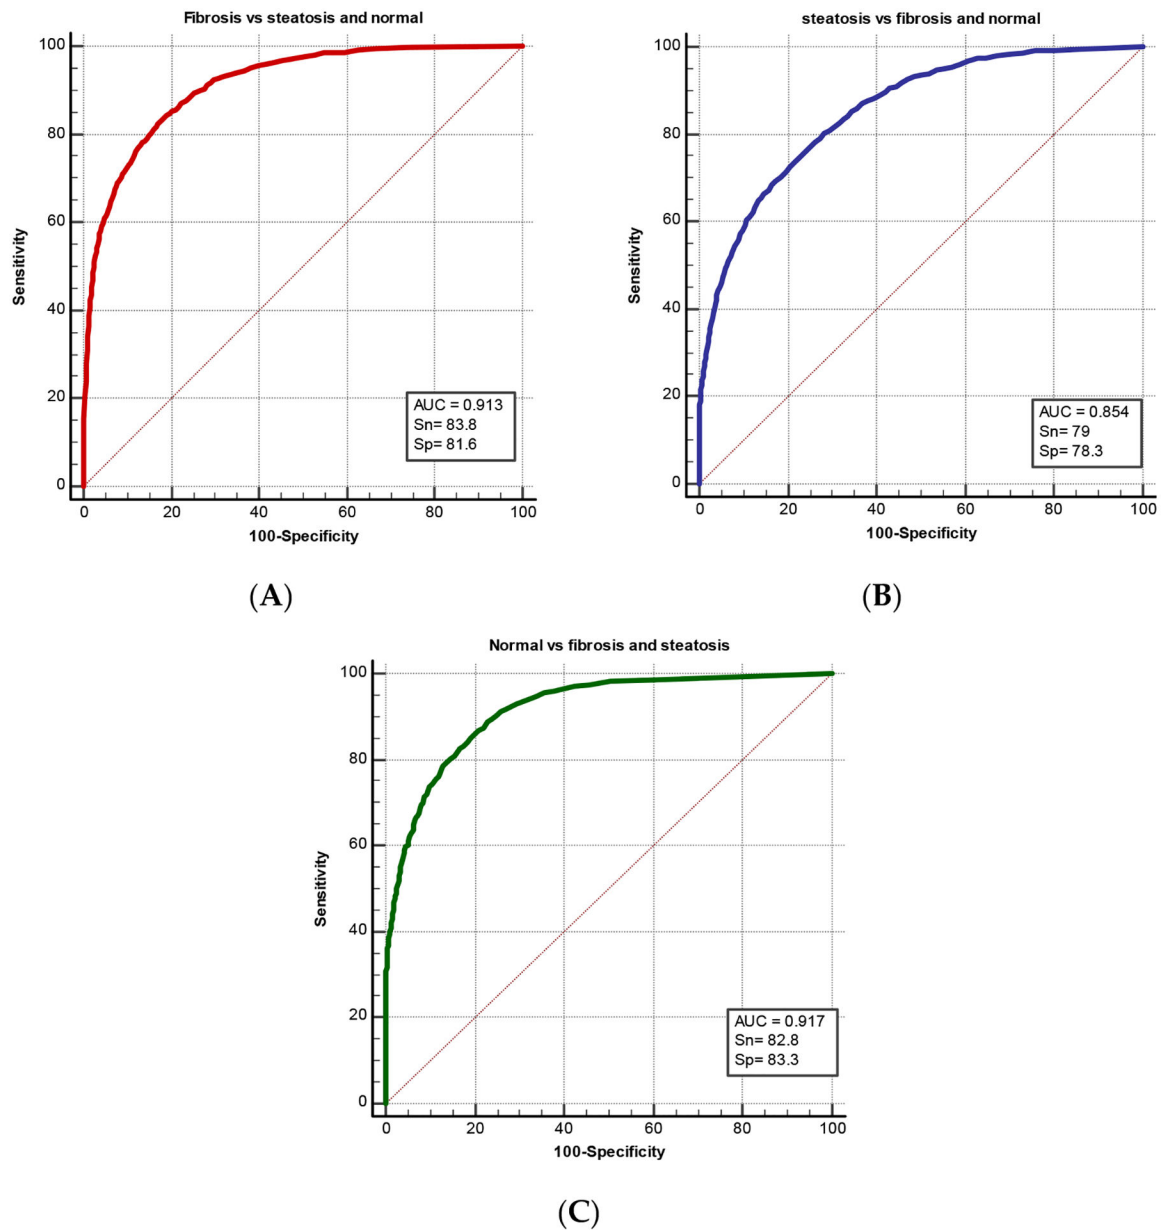 Fibrosis vs steatosis and normal
100
80
60
40
20
0
Sensitivity
0 20 40 60 80 100
100-Specificity
AUC = 0.913
Sn= 83.8
Sp= 81.6
(A)
steatosis vs fibrosis and normal
100
80
60
40
20
0
Sensitivity
0 20 40 60 80 100
100-Specificity
AUC = 0.854
Sn= 79
Sp= 78.3
(B)
Normal vs fibrosis and steatosis
100
80
60
40
20
0
Sensitivity
0 20 40 60 80 100
100-Specificity
AUC = 0.917
Sn= 82.8
Sp= 83.3
(C)